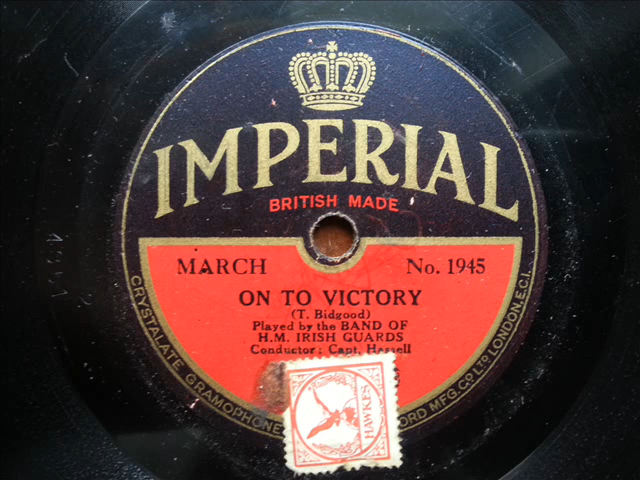 IMPERIAL
BRITISH MADE
MARCH
No. 1945
ON TO VICTORY
(T. Bidgood)
Played by the BAND OF
H.M. IRISH GUARDS
Conductor: Capt. Hassell
CRYSTALATE GRAMOPHONE
ORD MFG. CO LTD LONDON. E.C.1.
HAWKES